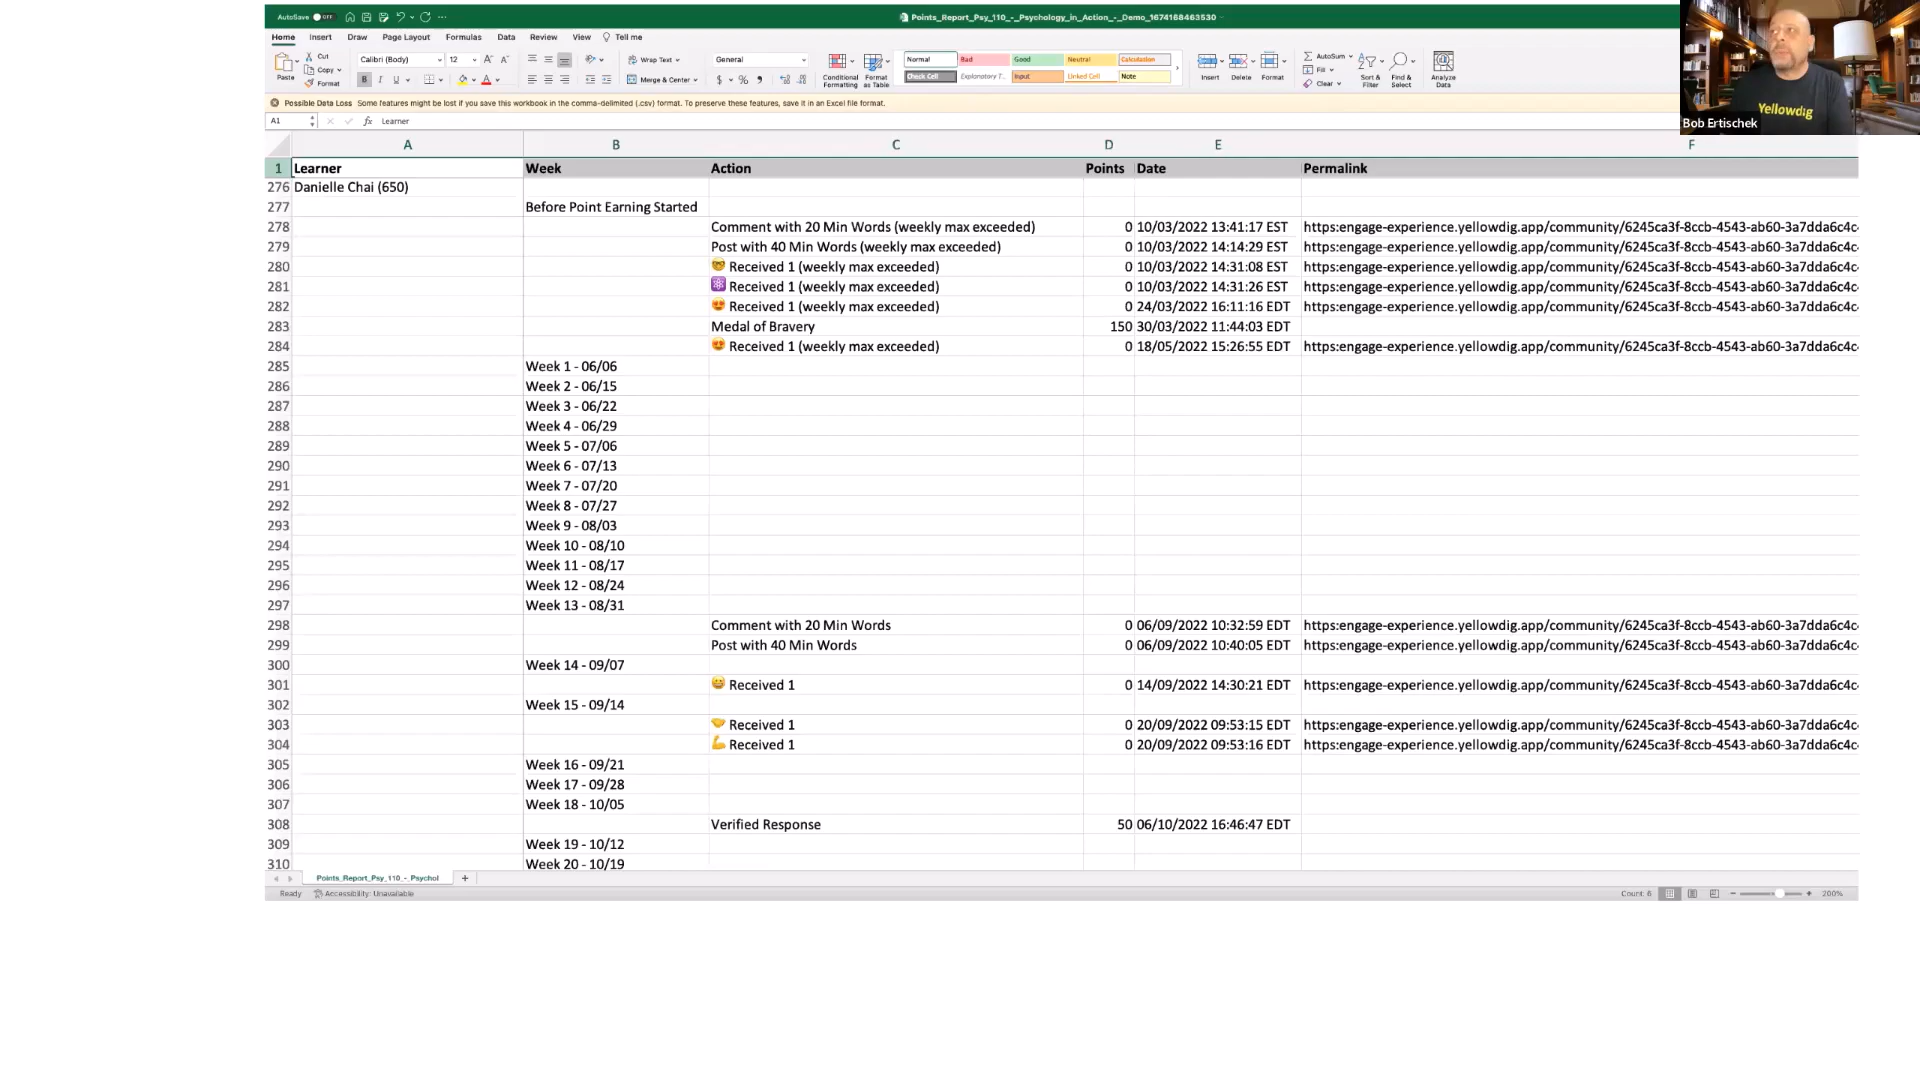 AutoSave OFF
Points_Report_Psy_110_-_Psychology_in_Action_-_Demo_1674168463530
Home Insert Draw Page Layout Formulas Data Review View Tell me
Paste Cut Copy Format
Calibri (Body) 12
Wrap Text
Merge & Center
General
Conditional Formatting
Format as Table
Normal Bad Good Neutral Calculation
Check Cell Explanatory T... Input Linked Cell Note
Insert Delete Format
AutoSum Fill Clear
Sort & Filter
Find & Select
Analyze Data
Yellowdig
Bob Ertischek
Possible Data Loss Some features might be lost if you save this workbook in the comma-delimited (.csv) format. To preserve these features, save it in an Excel file format.
A1 fx Learner
A B C D E F
1 Learner Week Action Points Date Permalink
276 Danielle Chai (650)
277 Before Point Earning Started
278 Comment with 20 Min Words (weekly max exceeded) 0 10/03/2022 13:41:17 EST https:engage-experience.yellowdig.app/community/6245ca3f-8ccb-4543-ab60-3a7dda6c4c
279 Post with 40 Min Words (weekly max exceeded) 0 10/03/2022 14:14:29 EST https:engage-experience.yellowdig.app/community/6245ca3f-8ccb-4543-ab60-3a7dda6c4c
280 🤓 Received 1 (weekly max exceeded) 0 10/03/2022 14:31:08 EST https:engage-experience.yellowdig.app/community/6245ca3f-8ccb-4543-ab60-3a7dda6c4c
281 ⚛️ Received 1 (weekly max exceeded) 0 10/03/2022 14:31:26 EST https:engage-experience.yellowdig.app/community/6245ca3f-8ccb-4543-ab60-3a7dda6c4c
282 😍 Received 1 (weekly max exceeded) 0 24/03/2022 16:11:16 EDT https:engage-experience.yellowdig.app/community/6245ca3f-8ccb-4543-ab60-3a7dda6c4c
283 Medal of Bravery 150 30/03/2022 11:44:03 EDT
284 😍 Received 1 (weekly max exceeded) 0 18/05/2022 15:26:55 EDT https:engage-experience.yellowdig.app/community/6245ca3f-8ccb-4543-ab60-3a7dda6c4c
285 Week 1 - 06/06
286 Week 2 - 06/15
287 Week 3 - 06/22
288 Week 4 - 06/29
289 Week 5 - 07/06
290 Week 6 - 07/13
291 Week 7 - 07/20
292 Week 8 - 07/27
293 Week 9 - 08/03
294 Week 10 - 08/10
295 Week 11 - 08/17
296 Week 12 - 08/24
297 Week 13 - 08/31
298 Comment with 20 Min Words 0 06/09/2022 10:32:59 EDT https:engage-experience.yellowdig.app/community/6245ca3f-8ccb-4543-ab60-3a7dda6c4c
299 Post with 40 Min Words 0 06/09/2022 10:40:05 EDT https:engage-experience.yellowdig.app/community/6245ca3f-8ccb-4543-ab60-3a7dda6c4c
300 Week 14 - 09/07
301 😄 Received 1 0 14/09/2022 14:30:21 EDT https:engage-experience.yellowdig.app/community/6245ca3f-8ccb-4543-ab60-3a7dda6c4c
302 Week 15 - 09/14
303 🤝 Received 1 0 20/09/2022 09:53:15 EDT https:engage-experience.yellowdig.app/community/6245ca3f-8ccb-4543-ab60-3a7dda6c4c
304 💪 Received 1 0 20/09/2022 09:53:16 EDT https:engage-experience.yellowdig.app/community/6245ca3f-8ccb-4543-ab60-3a7dda6c4c
305 Week 16 - 09/21
306 Week 17 - 09/28
307 Week 18 - 10/05
308 Verified Response 50 06/10/2022 16:46:47 EDT
309 Week 19 - 10/12
310 Week 20 - 10/19
Points_Report_Psy_110_-_Psychol +
Ready Accessibility: Unavailable Count: 6 200%